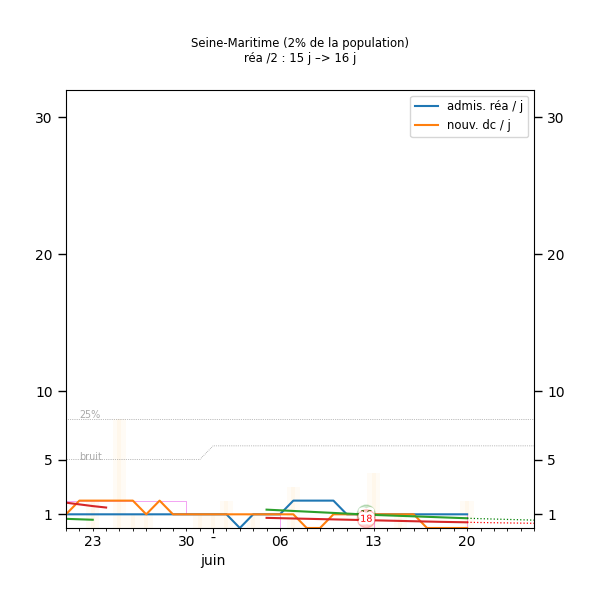 Seine-Maritime (2% de la population)
réa /2 : 15 j –> 16 j
admis. réa / j
nouv. dc / j
30 30
20 20
10 10
25%
5 5
bruit
1 18 1
23 30 - 06 13 20
juin